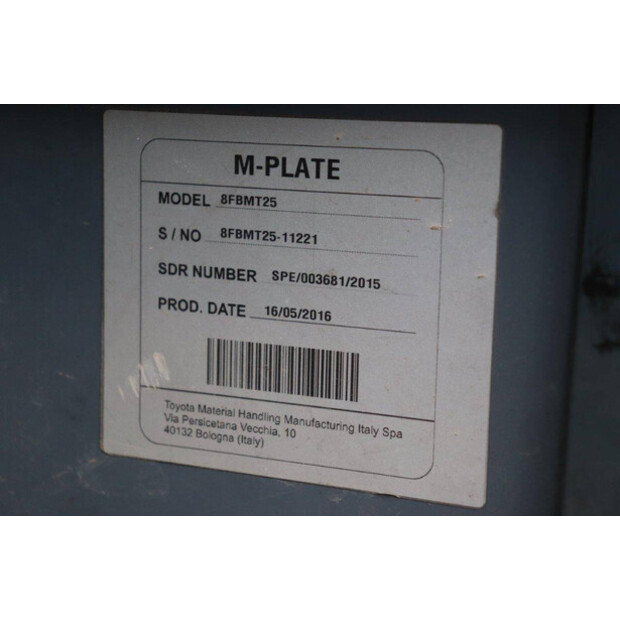 M-PLATE
MODEL 8FBMT25
S / NO 8FBMT25-11221
SDR NUMBER SPE/003681/2015
PROD. DATE 16/05/2016
Toyota Material Handling Manufacturing Italy Spa
Via Persicetana Vecchia, 10
40132 Bologna (Italy)